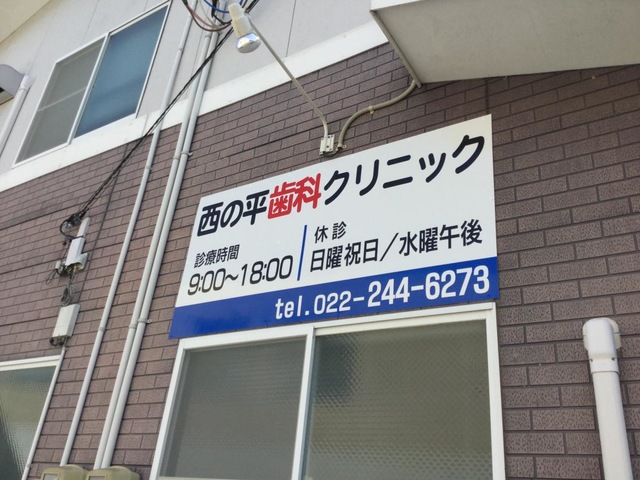 西の平歯科クリニック
診療時間
9:00〜18:00
休診
日曜祝日／水曜午後
tel.022-244-6273